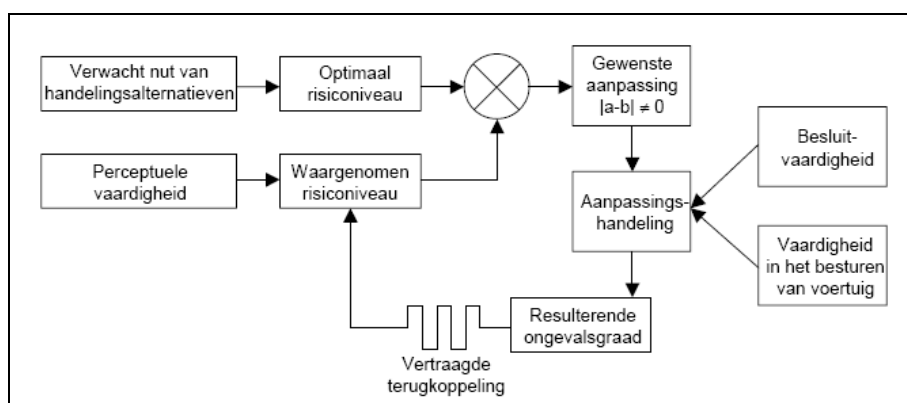 Verwacht nut van
handelingsalternatieven
Optimaal
risiconiveau
Gewenste
aanpassing
|a-b| ≠ 0
Perceptuele
vaardigheid
Waargenomen
risiconiveau
Aanpassings-
handeling
Besluit-
vaardigheid
Vaardigheid
in het besturen
van voertuig
Resulterende
ongevalsgraad
Vertraagde
terugkoppeling